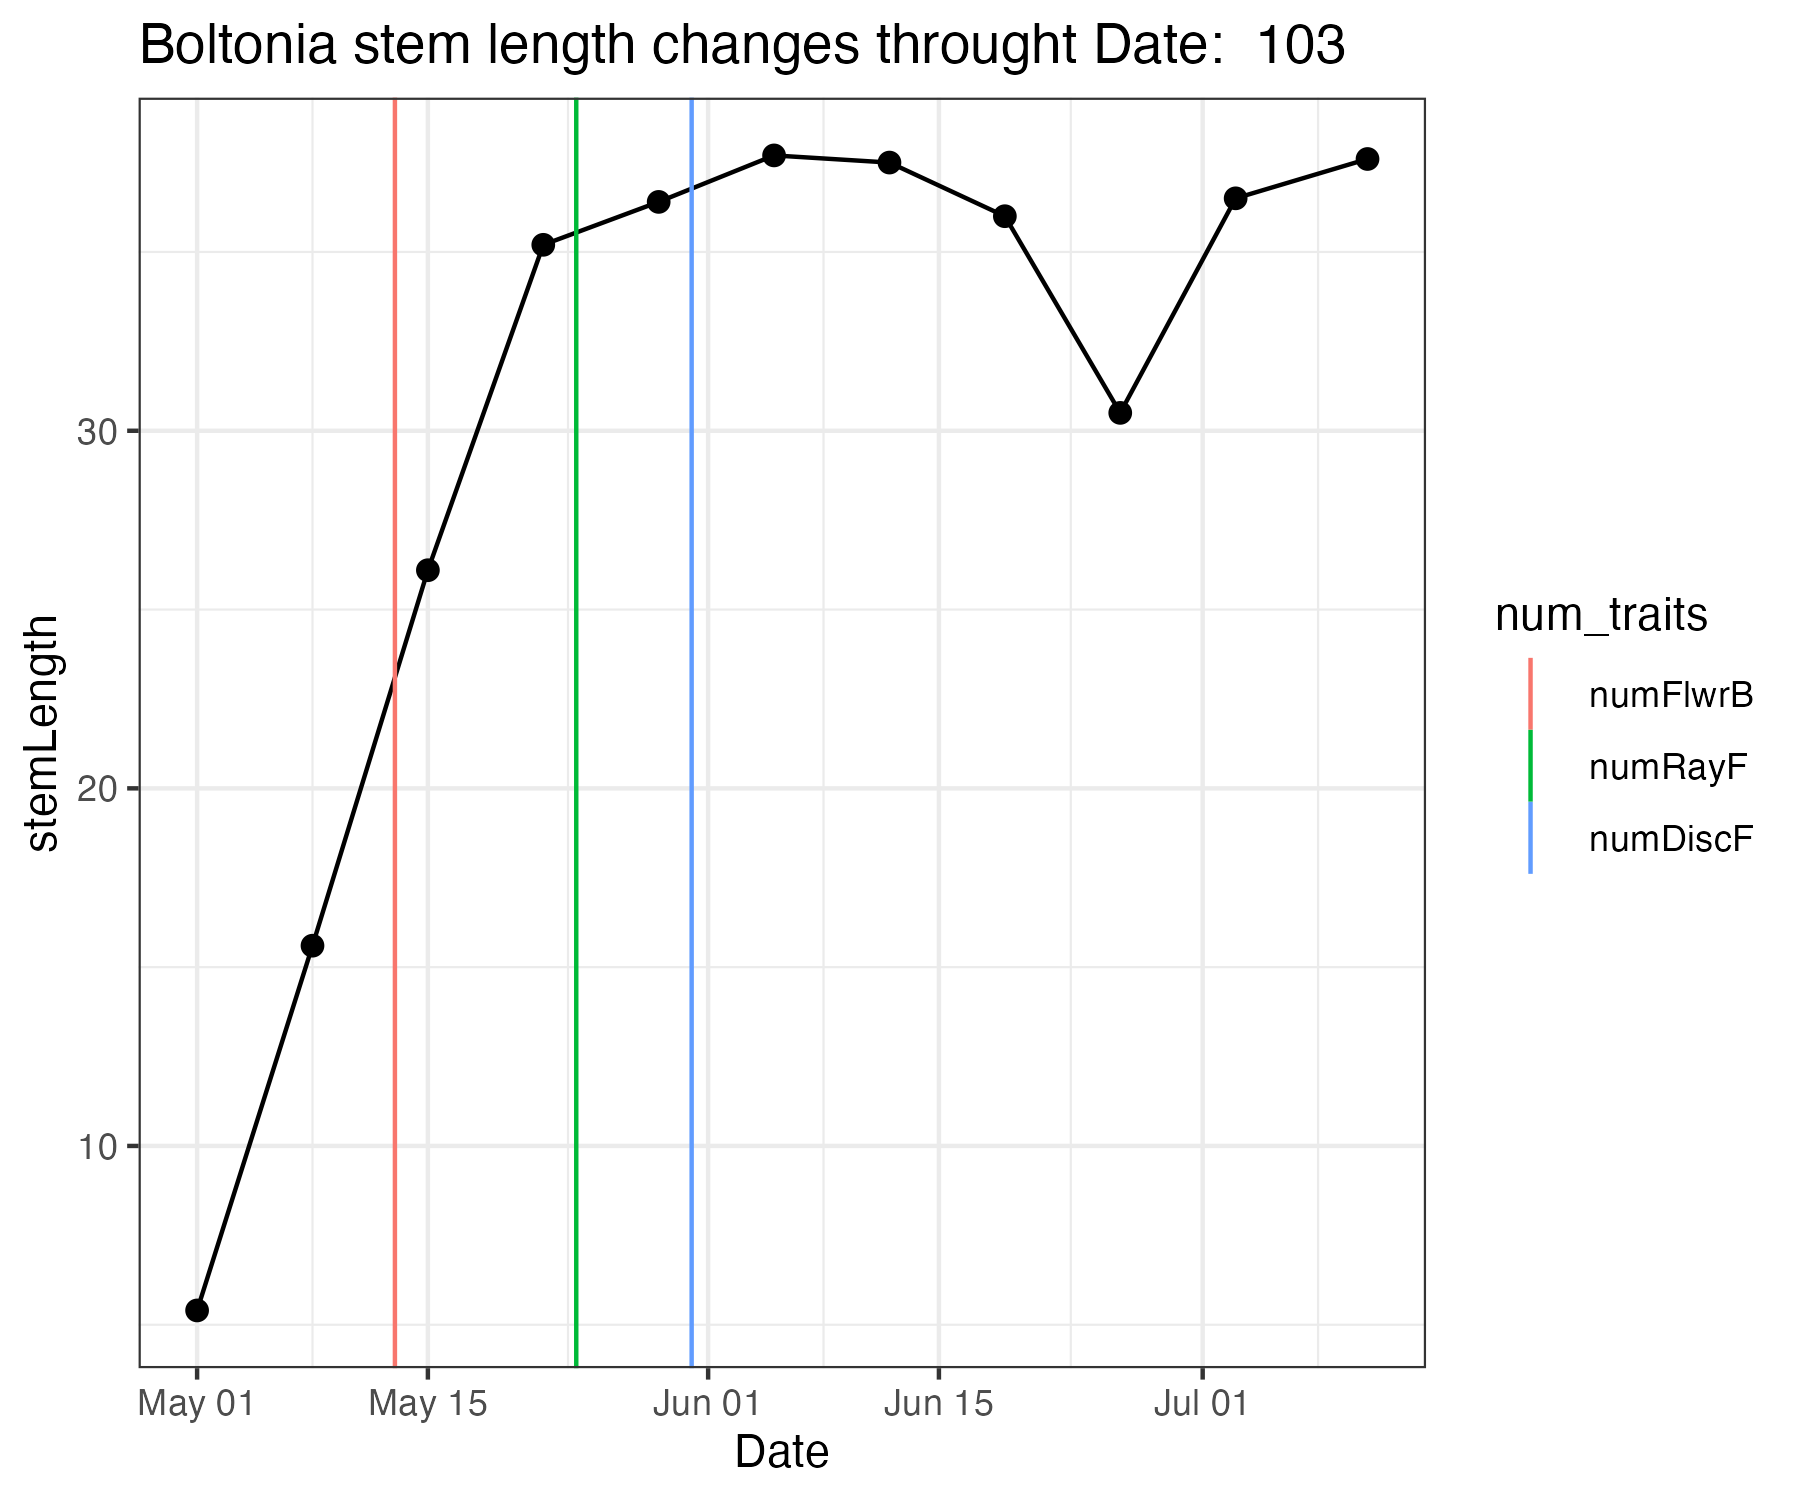 Boltonia stem length changes throught Date:  103
stemLength
30
20
10
May 01
May 15
Jun 01
Jun 15
Jul 01
Date
num_traits
numFlwrB
numRayF
numDiscF